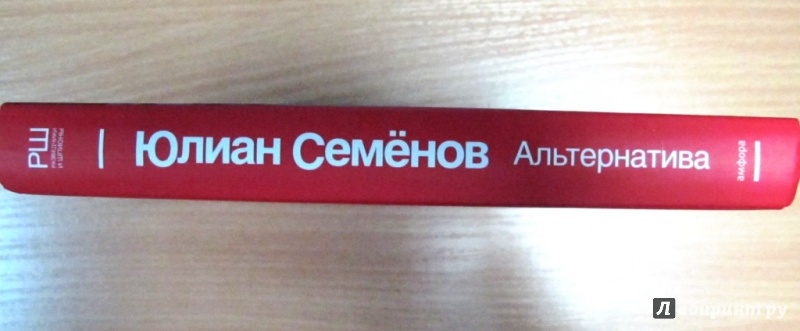 РШ
Юлиан Семёнов Альтернатива
амфора
Лабиринт.ру